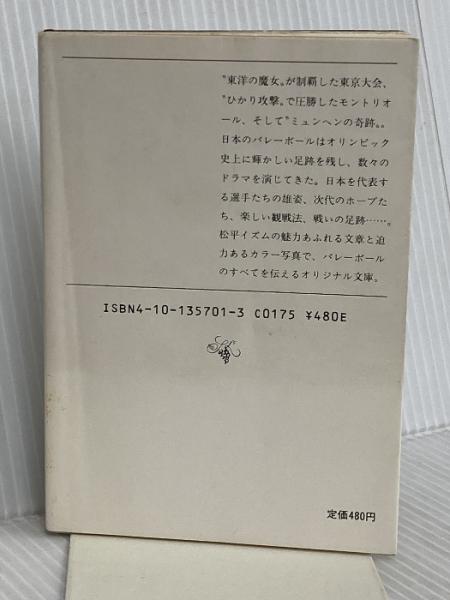 〝東洋の魔女〟が制覇した東京大会、
〝ひかり攻撃〟で圧勝したモントリオ
ール、そして〝ミュンヘンの奇跡〟。
日本のバレーボールはオリンピック
史上に輝かしい足跡を残し、数々の
ドラマを演じてきた。日本を代表す
る選手たちの雄姿、次代のホープた
ち、楽しい観戦法、戦いの足跡……。
松平イズムの魅力あふれる文章と迫
力あるカラー写真で、バレーボール
のすべてを伝えるオリジナル文庫。
ISBN4-10-135701-3 C0175 ¥480E
定価480円